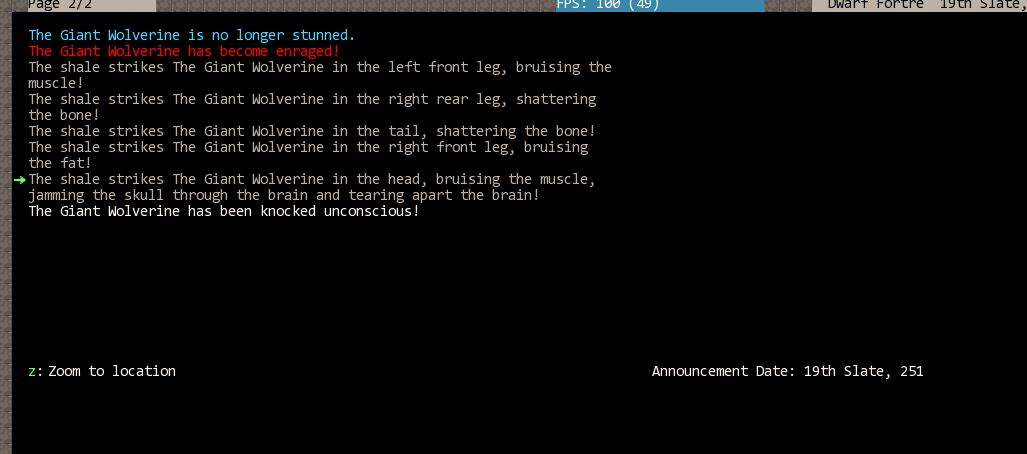 Page 2/2 FPS: 100 (49) Dwarf Fortre 19th Slate,
The Giant Wolverine is no longer stunned.
The Giant Wolverine has become enraged!
The shale strikes The Giant Wolverine in the left front leg, bruising the
muscle!
The shale strikes The Giant Wolverine in the right rear leg, shattering
the bone!
The shale strikes The Giant Wolverine in the tail, shattering the bone!
The shale strikes The Giant Wolverine in the right front leg, bruising
the fat!
The shale strikes The Giant Wolverine in the head, bruising the muscle,
jamming the skull through the brain and tearing apart the brain!
The Giant Wolverine has been knocked unconscious!
z: Zoom to location Announcement Date: 19th Slate, 251